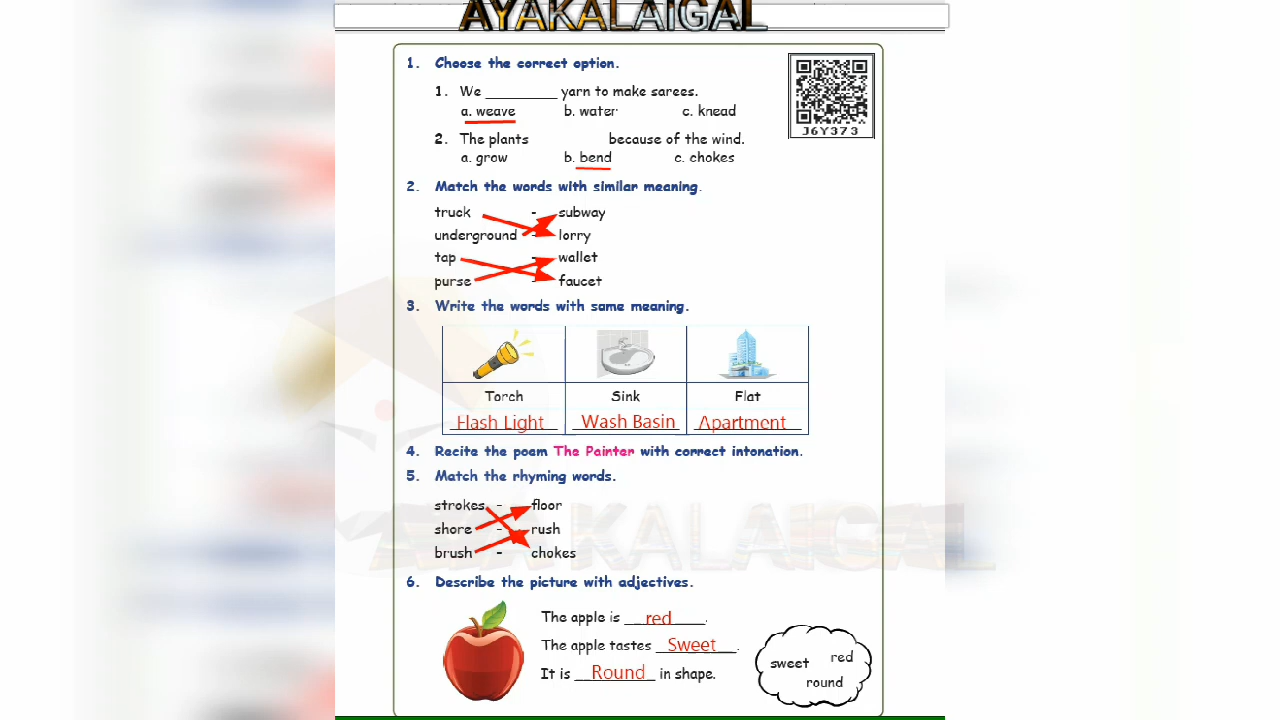 AYAKALAIGAL
1. Choose the correct option.
J6Y373
1. We _________ yarn to make sarees.
a. weave b. water c. knead
2. The plants because of the wind.
a. grow b. bend c. chokes
2. Match the words with similar meaning.
truck - subway
underground - lorry
tap - wallet
purse - faucet
3. Write the words with same meaning.
Torch Sink Flat
Flash Light Wash Basin Apartment
4. Recite the poem The Painter with correct intonation.
5. Match the rhyming words.
strokes - floor
shore - rush
brush - chokes
KALAIGAL
6. Describe the picture with adjectives.
The apple is red.
The apple tastes Sweet.
It is Round in shape.
sweet red
round